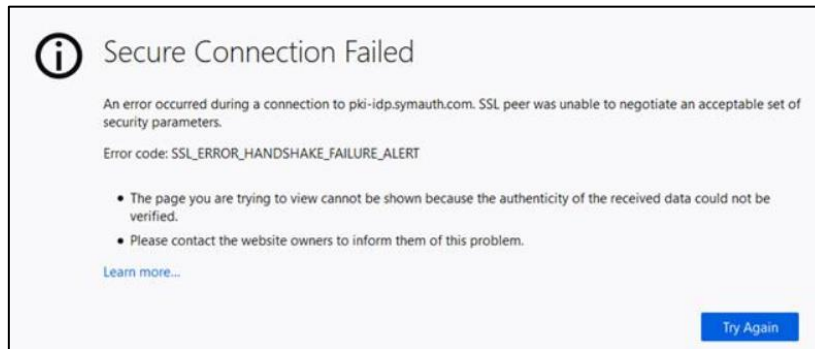 Secure Connection Failed
An error occurred during a connection to pki-idp.symauth.com. SSL peer was unable to negotiate an acceptable set of
security parameters.
Error code: SSL_ERROR_HANDSHAKE_FAILURE_ALERT
• The page you are trying to view cannot be shown because the authenticity of the received data could not be
verified.
• Please contact the website owners to inform them of this problem.
Learn more...
Try Again